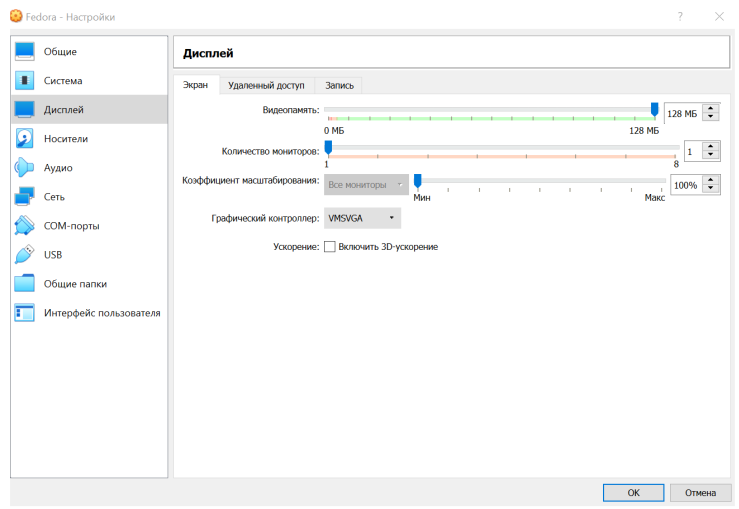 Fedora - Настройки ?
Общие
Система
Дисплей
Носители
Аудио
Сеть
COM-порты
USB
Общие папки
Интерфейс пользователя
Дисплей
Экран Удаленный доступ Запись
Видеопамять: 128 МБ
0 МБ 128 МБ
Количество мониторов: 1
1 8
Коэффициент масштабирования: Все мониторы 100%
Мин Макс
Графический контроллер: VMSVGA
Ускорение: Включить 3D-ускорение
OK Отмена